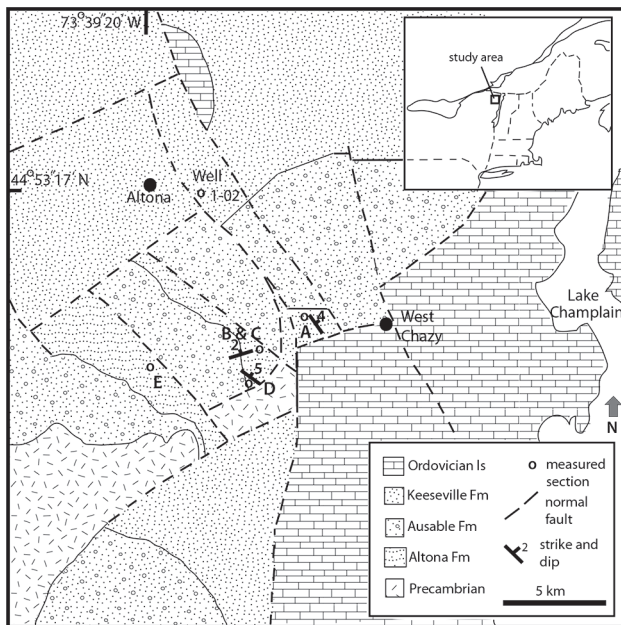 73°39'20" W
study area
44°53'17" N
Altona
Well
1-02
Lake
Champlain
West
Chazy
4
A
B & C
2
5
D
E
N
Ordovician ls
Keeseville Fm
Ausable Fm
Altona Fm
Precambrian
measured
section
normal
fault
2
strike and
dip
5 km